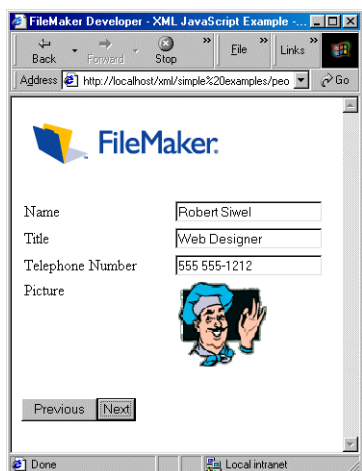 FileMaker Developer - XML JavaScript Example - ...
Back Forward Stop » File » Links »
Address http://localhost/xml/simple%20examples/peo Go
FileMaker.
Name Robert Siwel
Title Web Designer
Telephone Number 555 555-1212
Picture
Previous Next
Done Local intranet